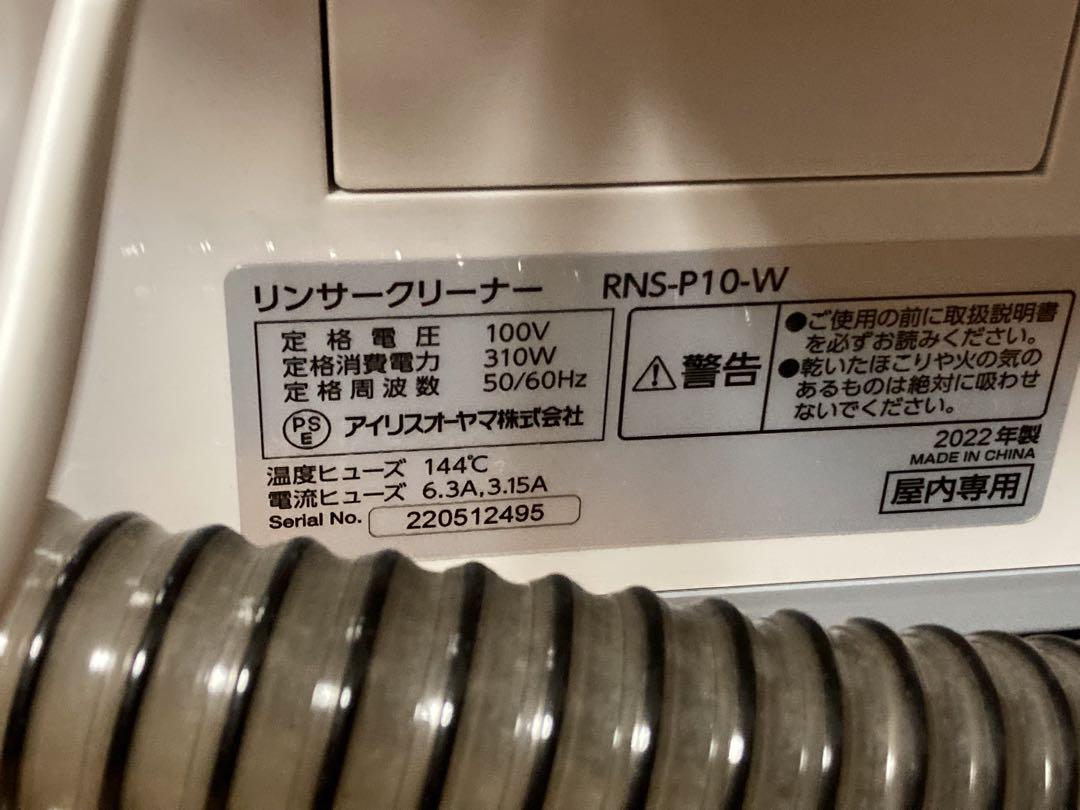 リンサークリーナー RNS-P10-W
定格電圧 100V
定格消費電力 310W
定格周波数 50/60Hz
PSE アイリスオーヤマ株式会社
温度ヒューズ 144℃
電流ヒューズ 6.3A,3.15A
Serial No. 220512495
⚠警告
●ご使用の前に取扱説明書
を必ずお読みください。
●乾いたほこりや火の気の
あるものは絶対に吸わせ
ないでください。
2022年製
MADE IN CHINA
屋内専用